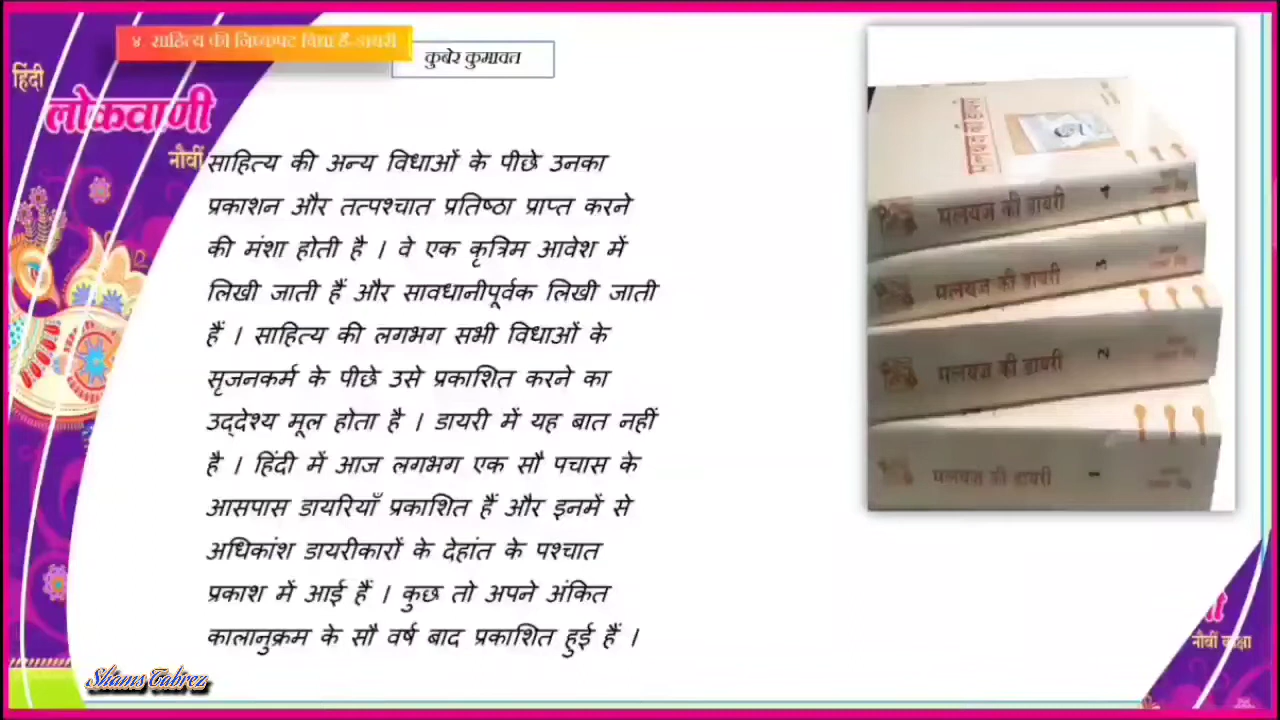 ४. साहित्य की निष्कपट विधा है-डायरी
कुबेर कुमावत
हिंदी
लोकवाणी
नौवीं
साहित्य की अन्य विधाओं के पीछे उनका
प्रकाशन और तत्पश्चात प्रतिष्ठा प्राप्त करने
की मंशा होती है । वे एक कृत्रिम आवेश में
लिखी जाती हैं और सावधानीपूर्वक लिखी जाती
हैं । साहित्य की लगभग सभी विधाओं के
सृजनकर्म के पीछे उसे प्रकाशित करने का
उद्‌देश्य मूल होता है । डायरी में यह बात नहीं
है । हिंदी में आज लगभग एक सौ पचास के
आसपास डायरियाँ प्रकाशित हैं और इनमें से
अधिकांश डायरीकारों के देहांत के पश्चात
प्रकाश में आई हैं । कुछ तो अपने अंकित
कालानुक्रम के सौ वर्ष बाद प्रकाशित हुई हैं ।
मलयज की डायरी
मलयज की डायरी 3
मलयज की डायरी 2
मलयज की डायरी 1
नौवीं कक्षा
Shams Tabrez